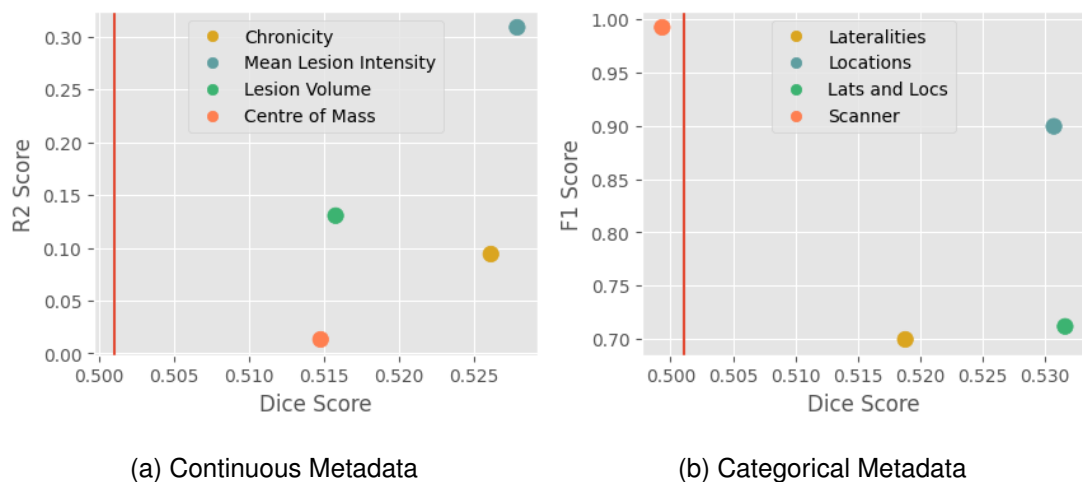 0.30
0.25
0.20
0.15
0.10
0.05
0.00
R2 Score
Chronicity
Mean Lesion Intensity
Lesion Volume
Centre of Mass
0.500 0.505 0.510 0.515 0.520 0.525
Dice Score
(a) Continuous Metadata
1.00
0.95
0.90
0.85
0.80
0.75
0.70
F1 Score
Lateralities
Locations
Lats and Locs
Scanner
0.500 0.505 0.510 0.515 0.520 0.525 0.530
Dice Score
(b) Categorical Metadata